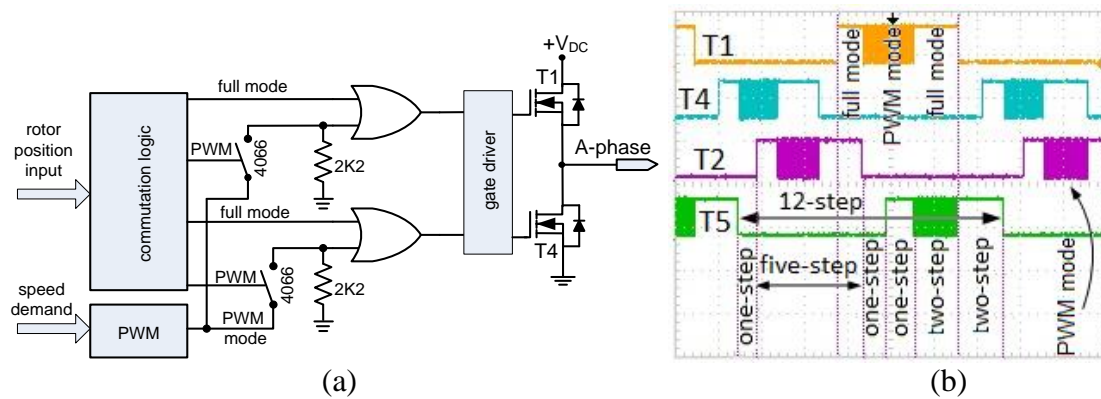 rotor
position
input
speed
demand
commutation logic
PWM
full mode
PWM
4066
2K2
full mode
PWM
4066
2K2
PWM
mode
gate driver
+VDC
T1
T4
A-phase
(a)
T1
T4
T2
T5
full mode
PWM mode
full mode
12-step
five-step
one-step
one-step
one-step
two-step
two-step
PWM mode
(b)